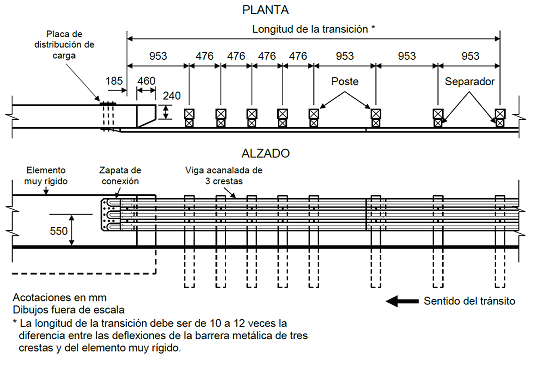 PLANTA
Longitud de la transición *
Placa de
distribución de
carga
953 476 476 476 476 953 953 953
185 460
240
Poste
Separador
ALZADO
Elemento
muy rígido
Zapata de
conexión
Viga acanalada de
3 crestas
550
Acotaciones en mm
Dibujos fuera de escala
Sentido del tránsito
* La longitud de la transición debe ser de 10 a 12 veces la
diferencia entre las deflexiones de la barrera metálica de tres
crestas y del elemento muy rígido.